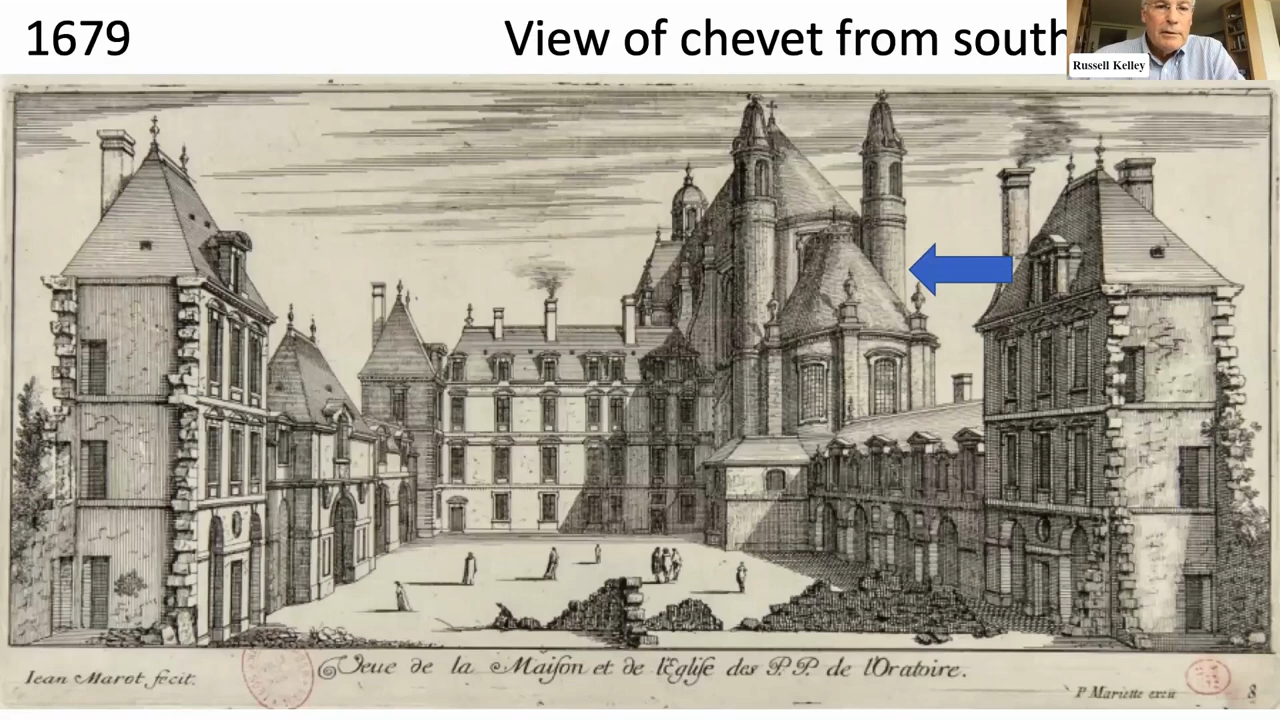 1679
View of chevet from south
Russell Kelley
Veue de la Maiſon et de l'Egliſe des P.P. de l'Oratoire.
Iean Marot fecit.
P Mariette excu
8